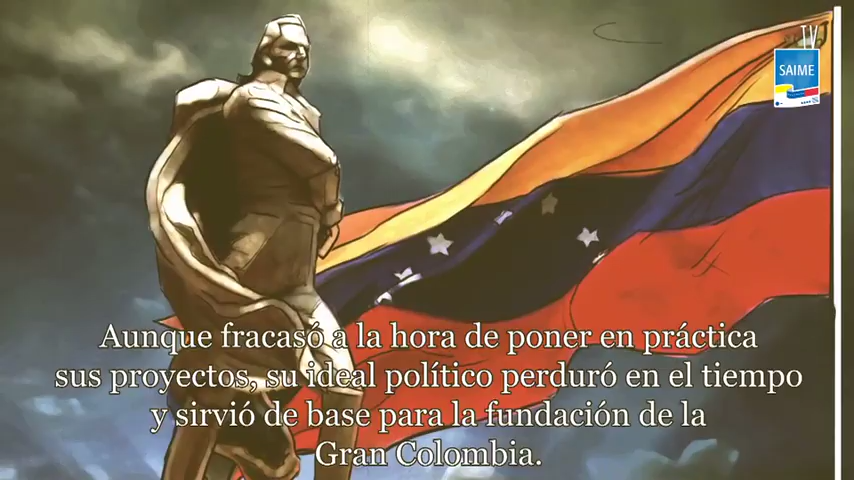 TV
SAIME
Aunque fracasó a la hora de poner en práctica
sus proyectos, su ideal político perduró en el tiempo
y sirvió de base para la fundación de la
Gran Colombia.